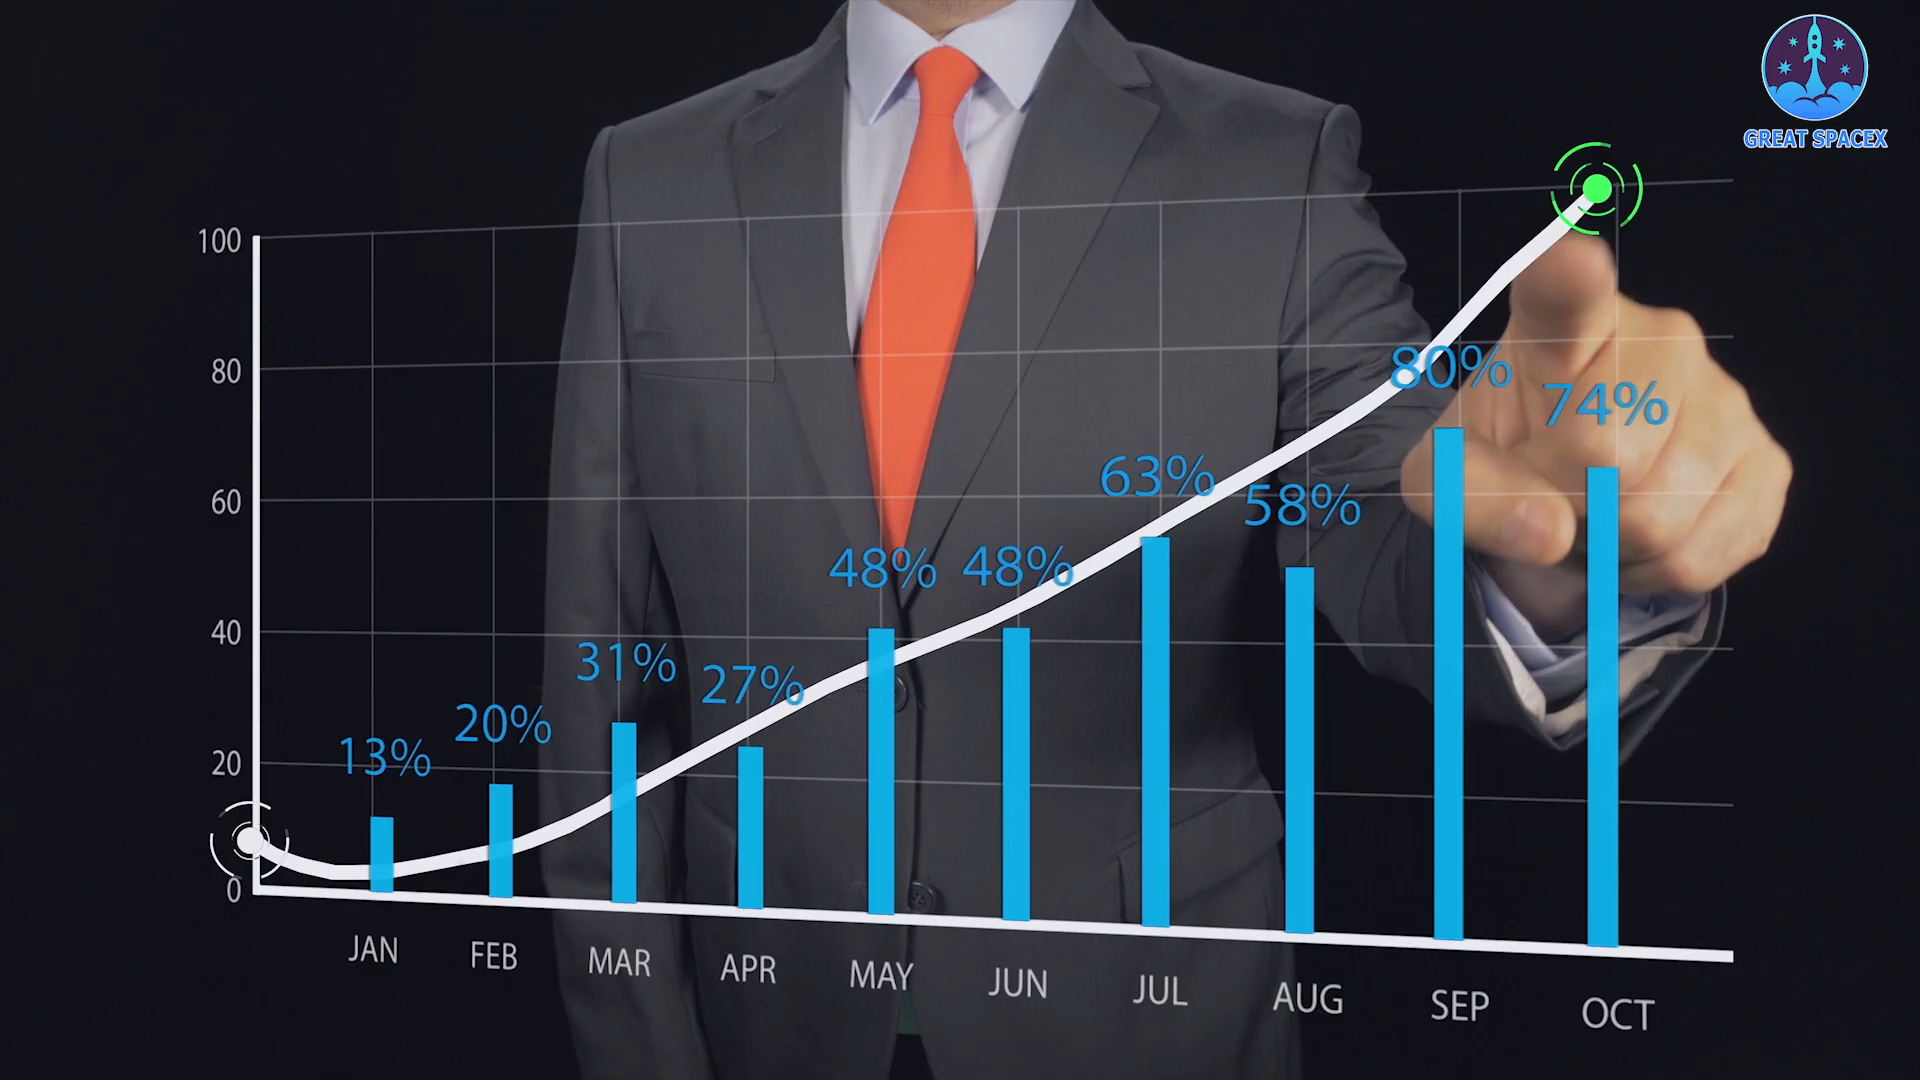 GREAT SPACEX
100
80
60
40
20
0
13%
20%
31%
27%
48%
48%
63%
58%
80%
74%
JAN
FEB
MAR
APR
MAY
JUN
JUL
AUG
SEP
OCT